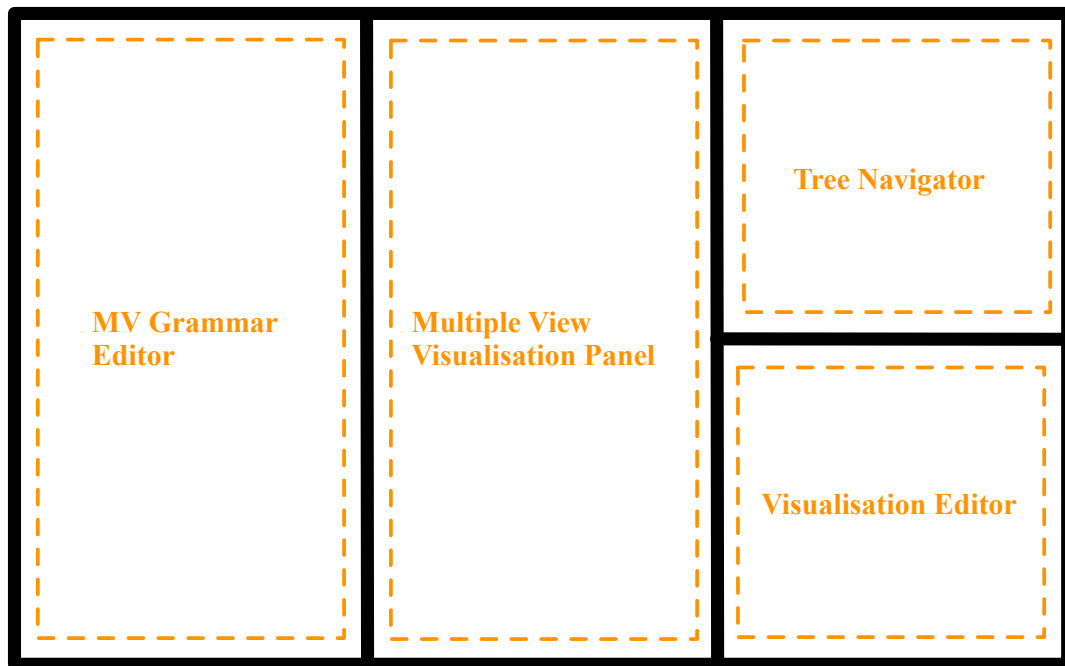 MV Grammar
Editor
Multiple View
Visualisation Panel
Tree Navigator
Visualisation Editor